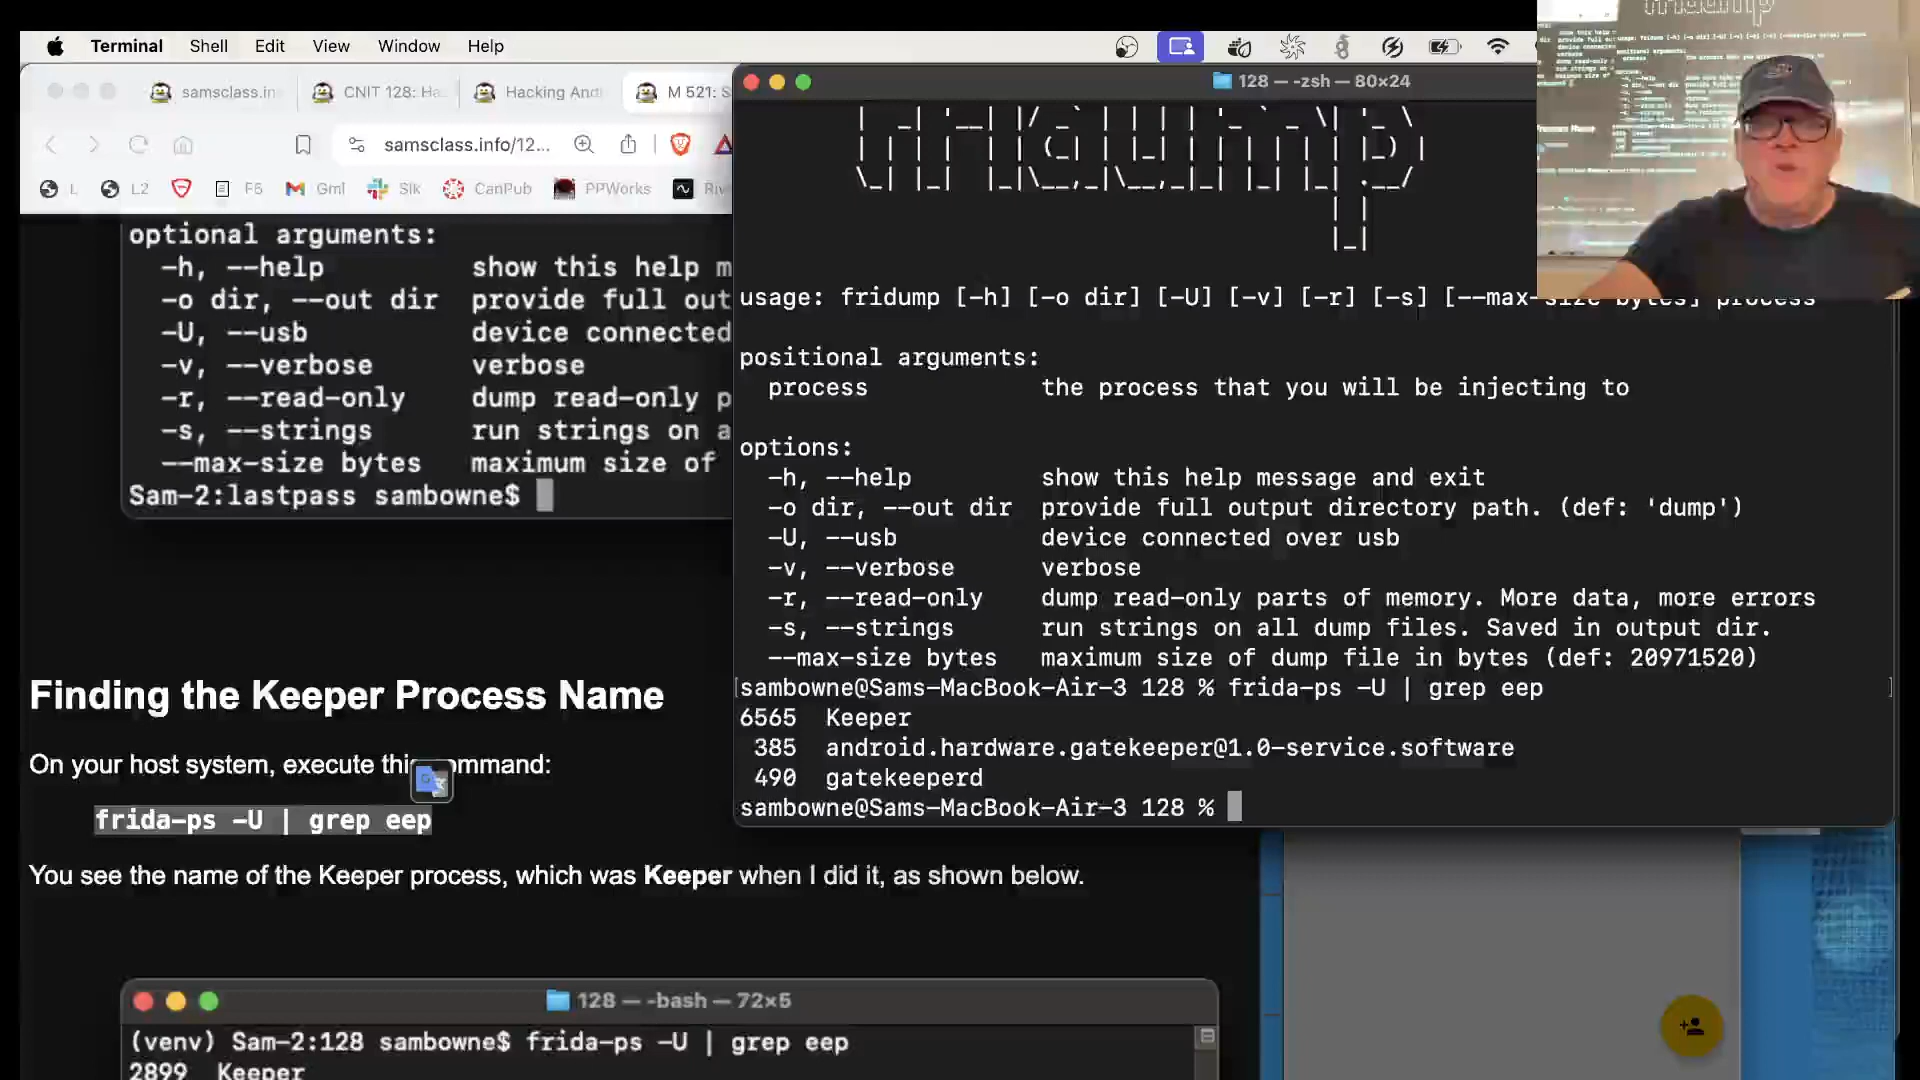 Terminal Shell Edit View Window Help
samsclass.in
CNIT 128: Ha
Hacking And
M 521: S
samsclass.info/12...
L
L2
F6
Gml
Slk
CanPub
PPWorks
Riv
optional arguments:
-h, --help show this help m
-o dir, --out dir provide full out
-U, --usb device connected
-v, --verbose verbose
-r, --read-only dump read-only p
-s, --strings run strings on a
--max-size bytes maximum size of
Sam-2:lastpass sambowne$
Finding the Keeper Process Name
On your host system, execute this command:
frida-ps -U | grep eep
You see the name of the Keeper process, which was Keeper when I did it, as shown below.
128 — -bash — 72×5
(venv) Sam-2:128 sambowne$ frida-ps -U | grep eep
2899 Keeper
128 — -zsh — 80×24
usage: fridump [-h] [-o dir] [-U] [-v] [-r] [-s] [--max-size bytes] process
positional arguments:
process the process that you will be injecting to
options:
-h, --help show this help message and exit
-o dir, --out dir provide full output directory path. (def: 'dump')
-U, --usb device connected over usb
-v, --verbose verbose
-r, --read-only dump read-only parts of memory. More data, more errors
-s, --strings run strings on all dump files. Saved in output dir.
--max-size bytes maximum size of dump file in bytes (def: 20971520)
sambowne@Sams-MacBook-Air-3 128 % frida-ps -U | grep eep
6565 Keeper
385 android.hardware.gatekeeper@1.0-service.software
490 gatekeeperd
sambowne@Sams-MacBook-Air-3 128 %